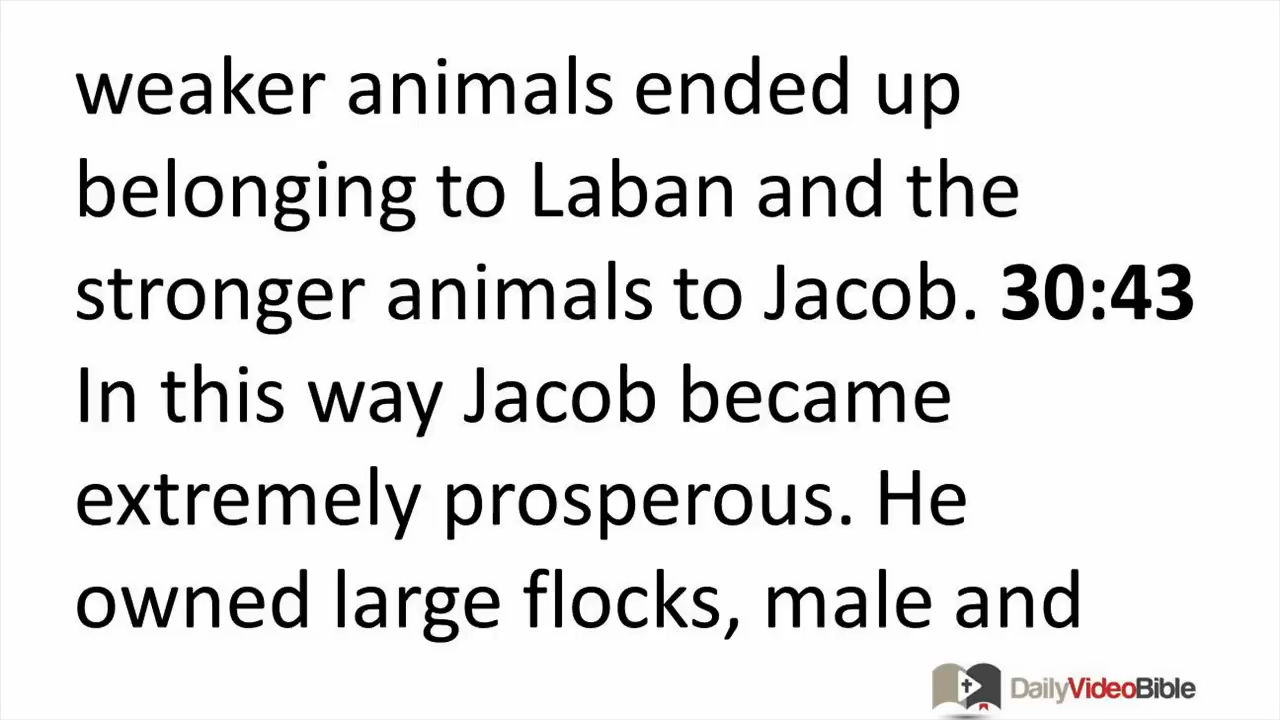 weaker animals ended up
belonging to Laban and the
stronger animals to Jacob. 30:43
In this way Jacob became
extremely prosperous. He
owned large flocks, male and
DailyVideoBible